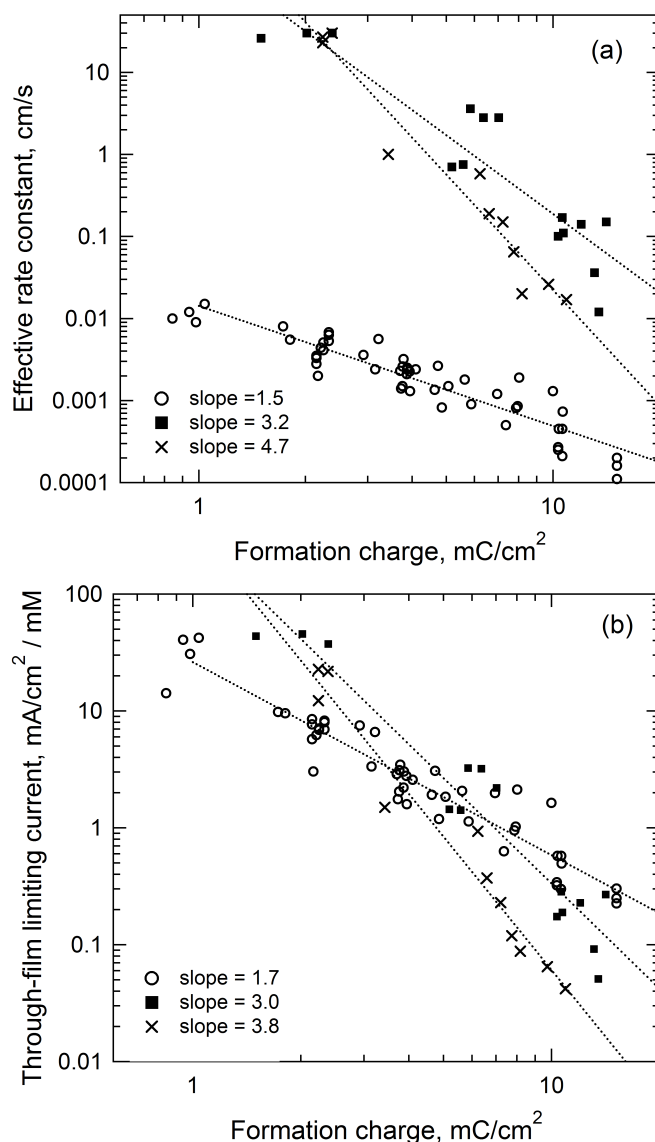 (a)
Effective rate constant, cm/s
10
1
0.1
0.01
0.001
0.0001
slope =1.5
slope = 3.2
slope = 4.7
1
10
Formation charge, mC/cm²
(b)
Through-film limiting current, mA/cm² / mM
100
10
1
0.1
0.01
slope = 1.7
slope = 3.0
slope = 3.8
1
10
Formation charge, mC/cm²